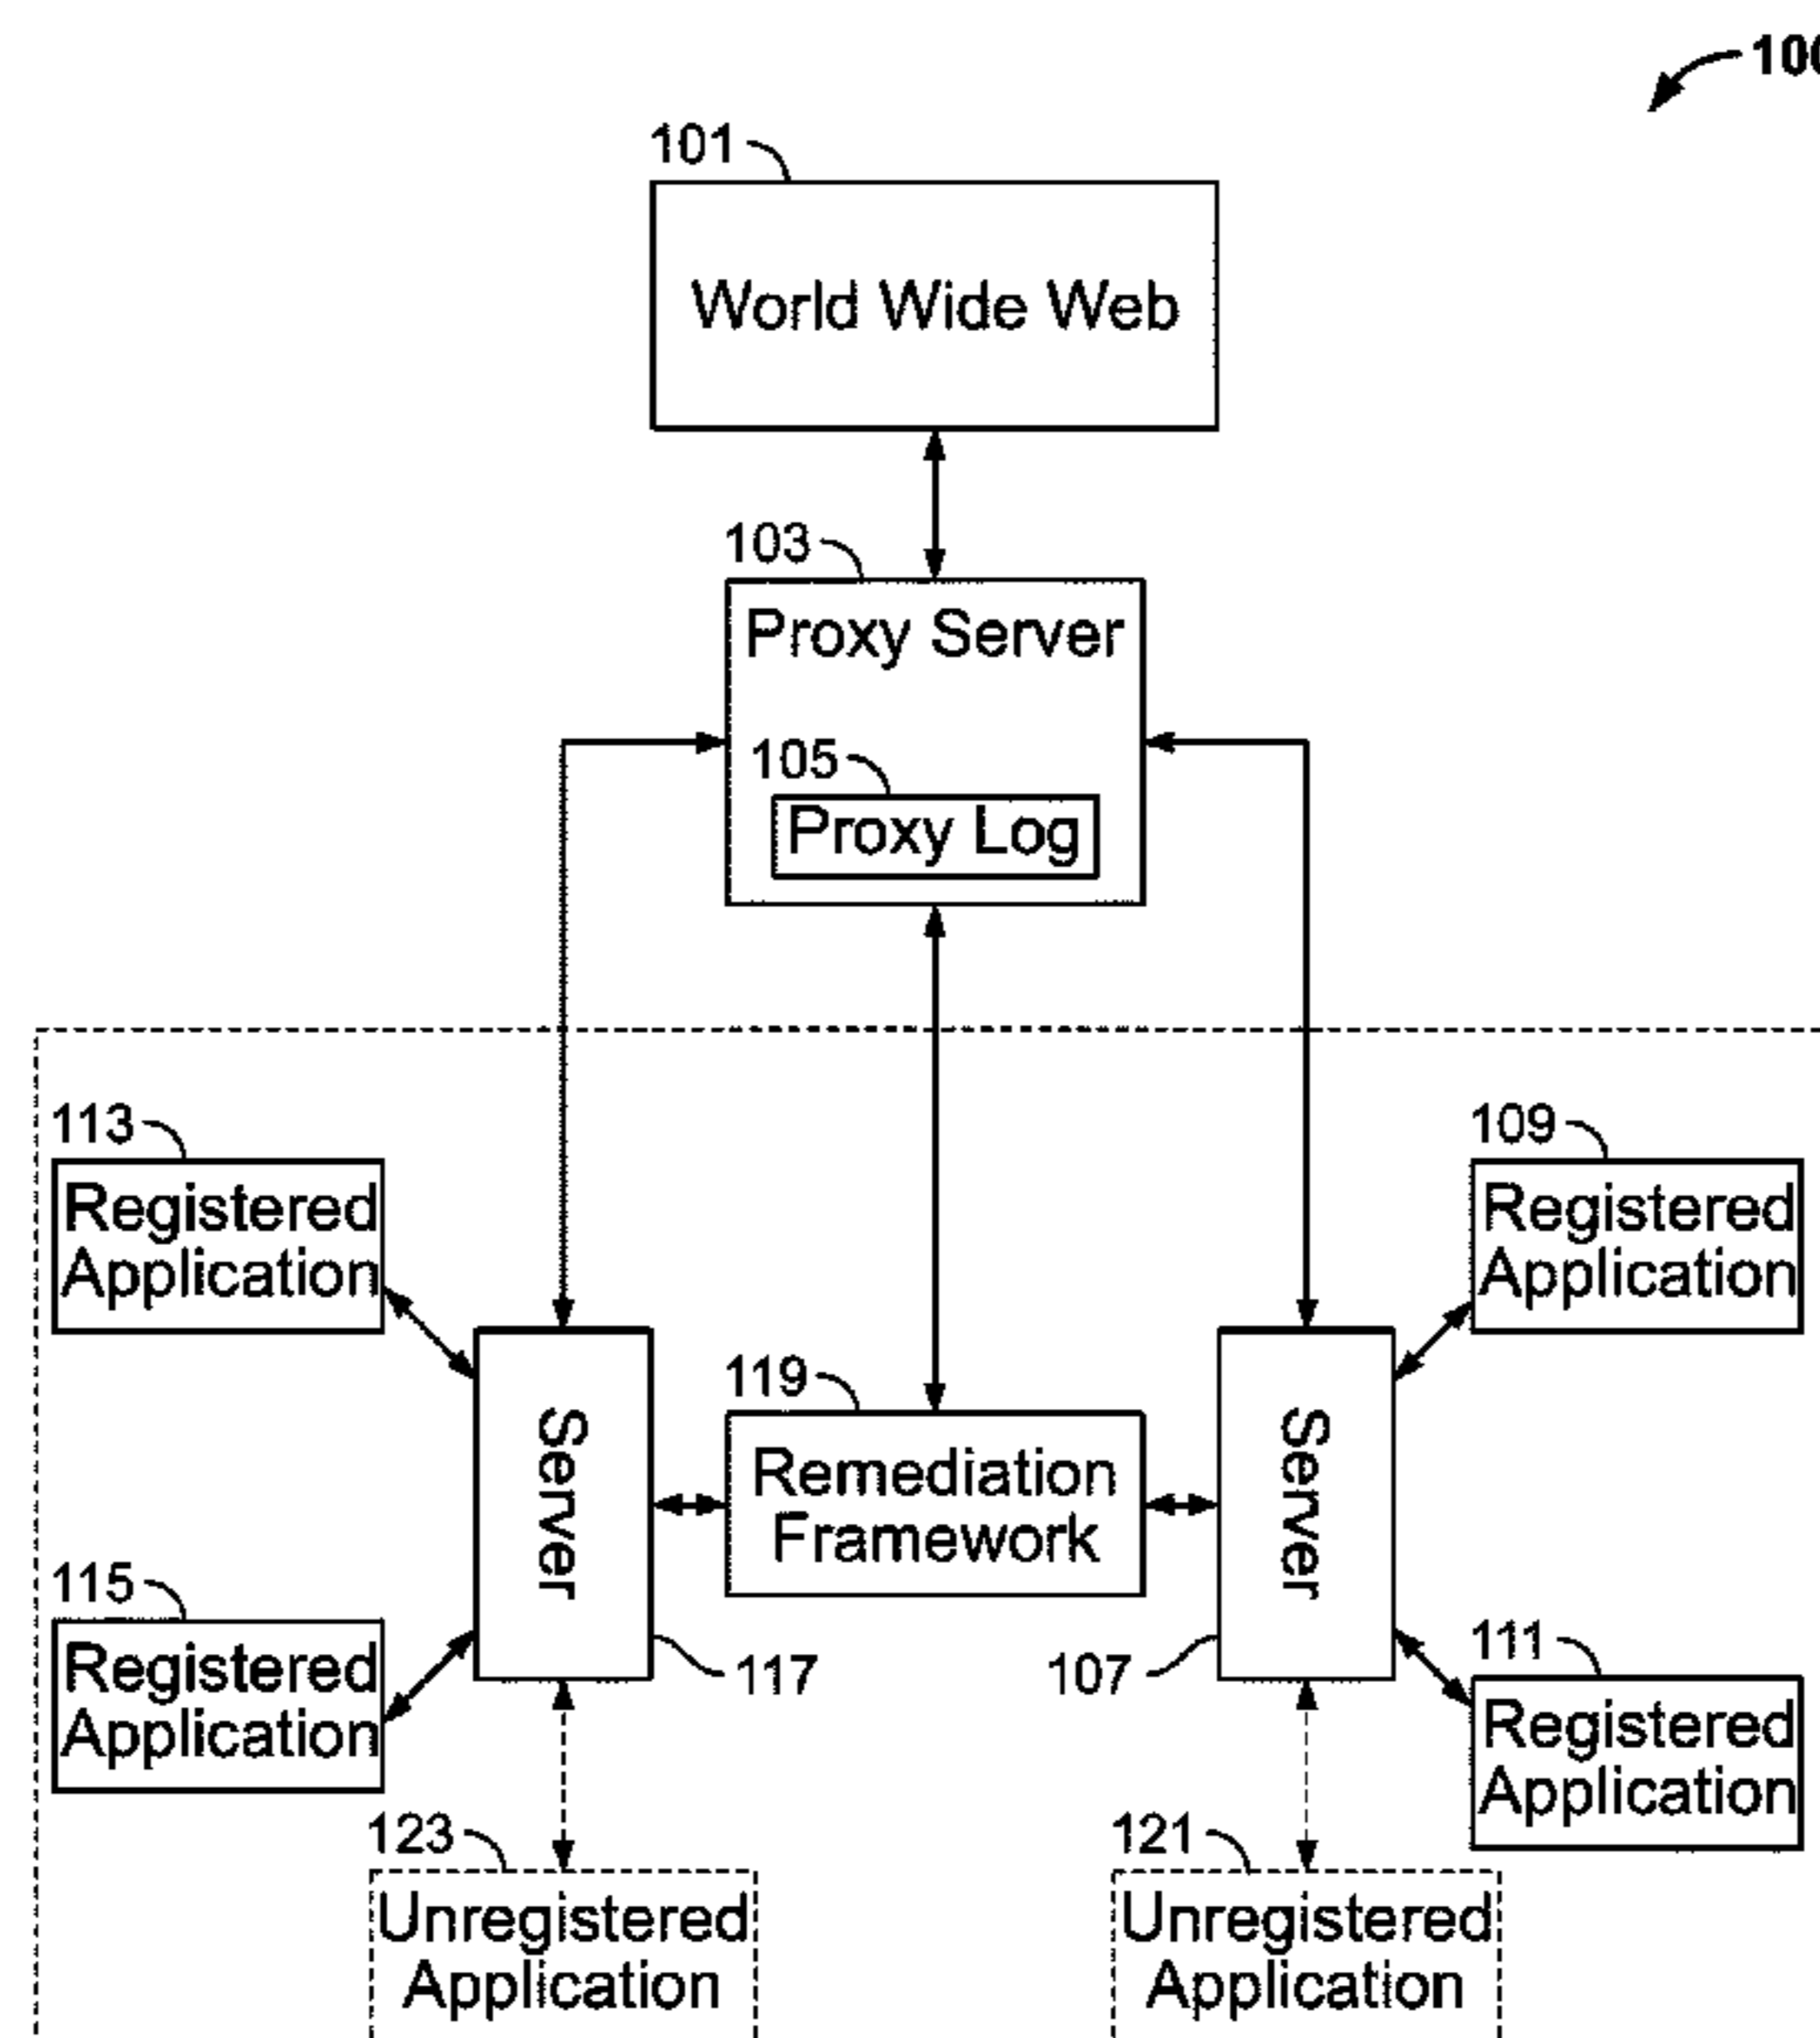 101
World Wide Web
103
Proxy Server
105
Proxy Log
113
Registered
Application
109
Registered
Application
Server
119
Remediation
Framework
Server
115
Registered
Application
117
107
111
Registered
Application
123
Unregistered
Application
121
Unregistered
Application